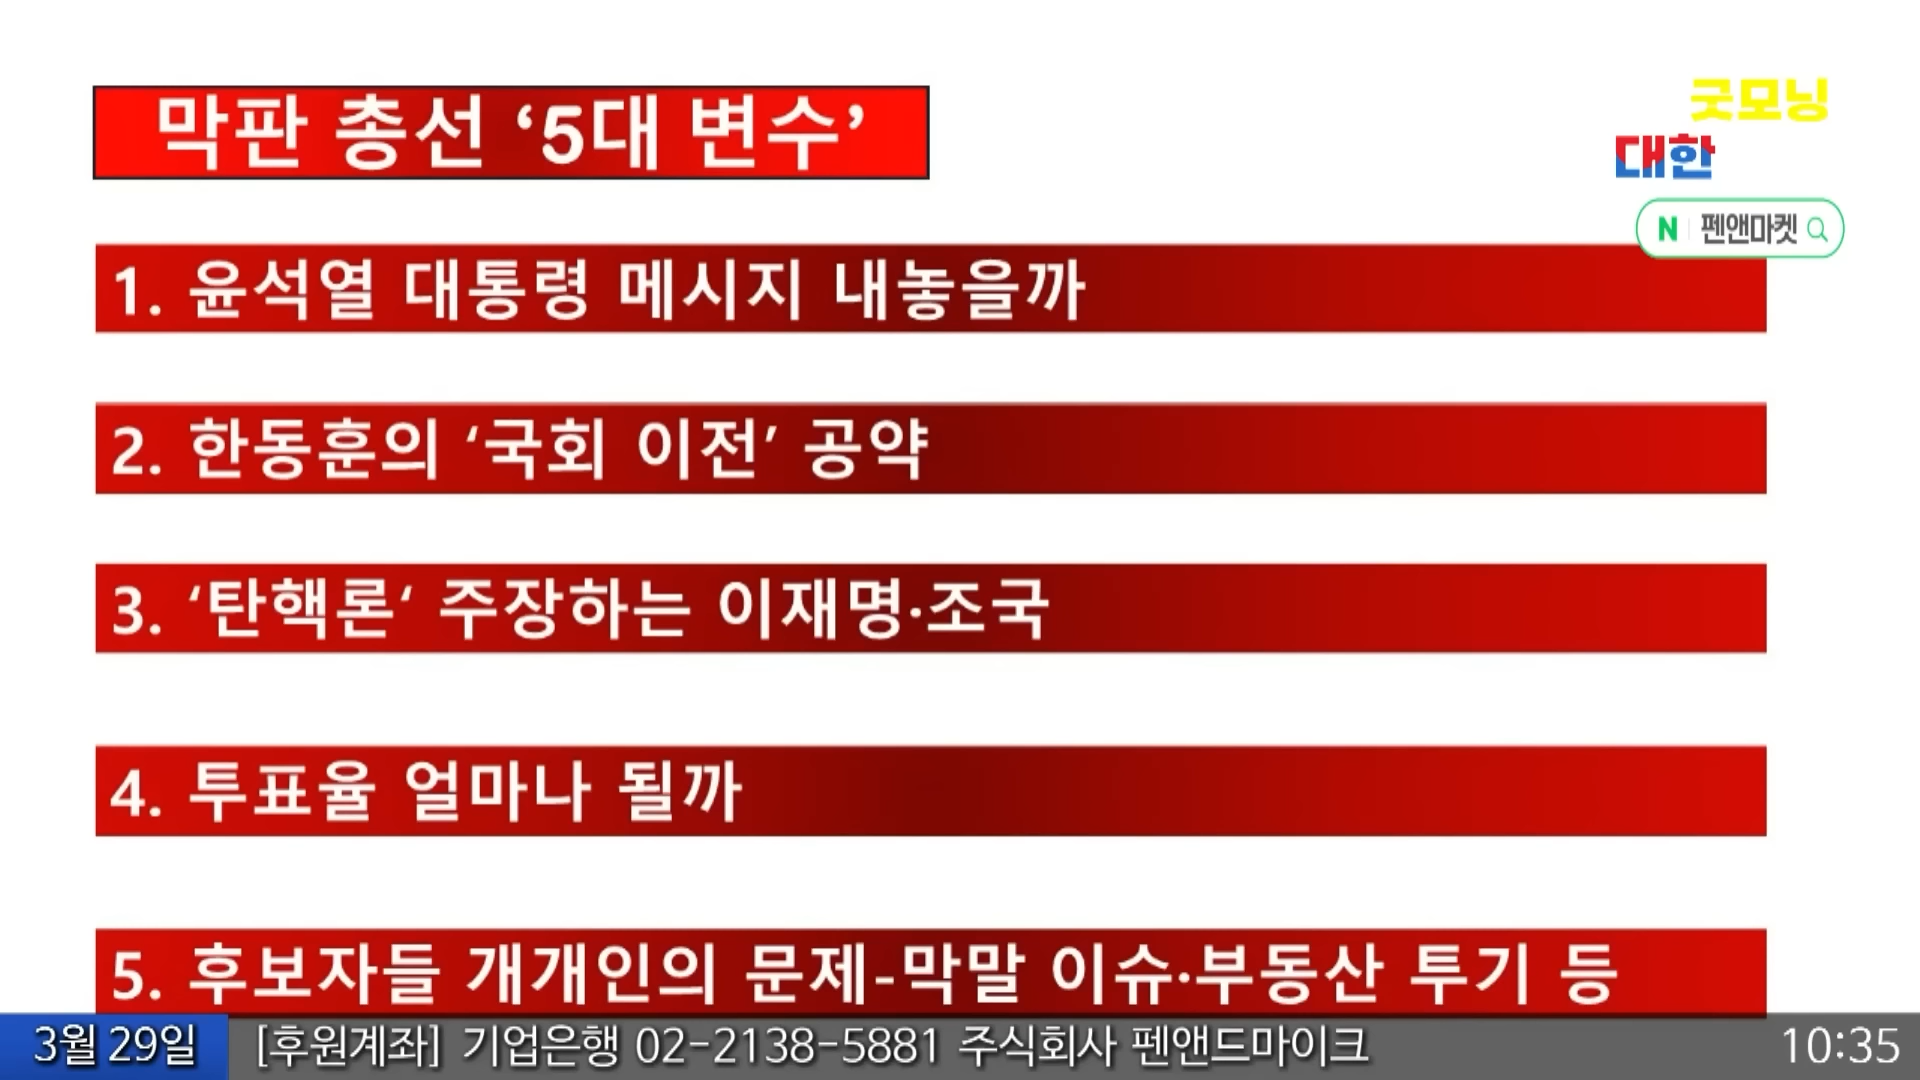 막판 총선 ‘5대 변수’
굿모닝
대한
N 펜앤마켓
1. 윤석열 대통령 메시지 내놓을까
2. 한동훈의 ‘국회 이전’ 공약
3. ‘탄핵론‘ 주장하는 이재명·조국
4. 투표율 얼마나 될까
5. 후보자들 개개인의 문제-막말 이슈·부동산 투기 등
3월 29일 [후원계좌] 기업은행 02-2138-5881 주식회사 펜앤드마이크 10:35